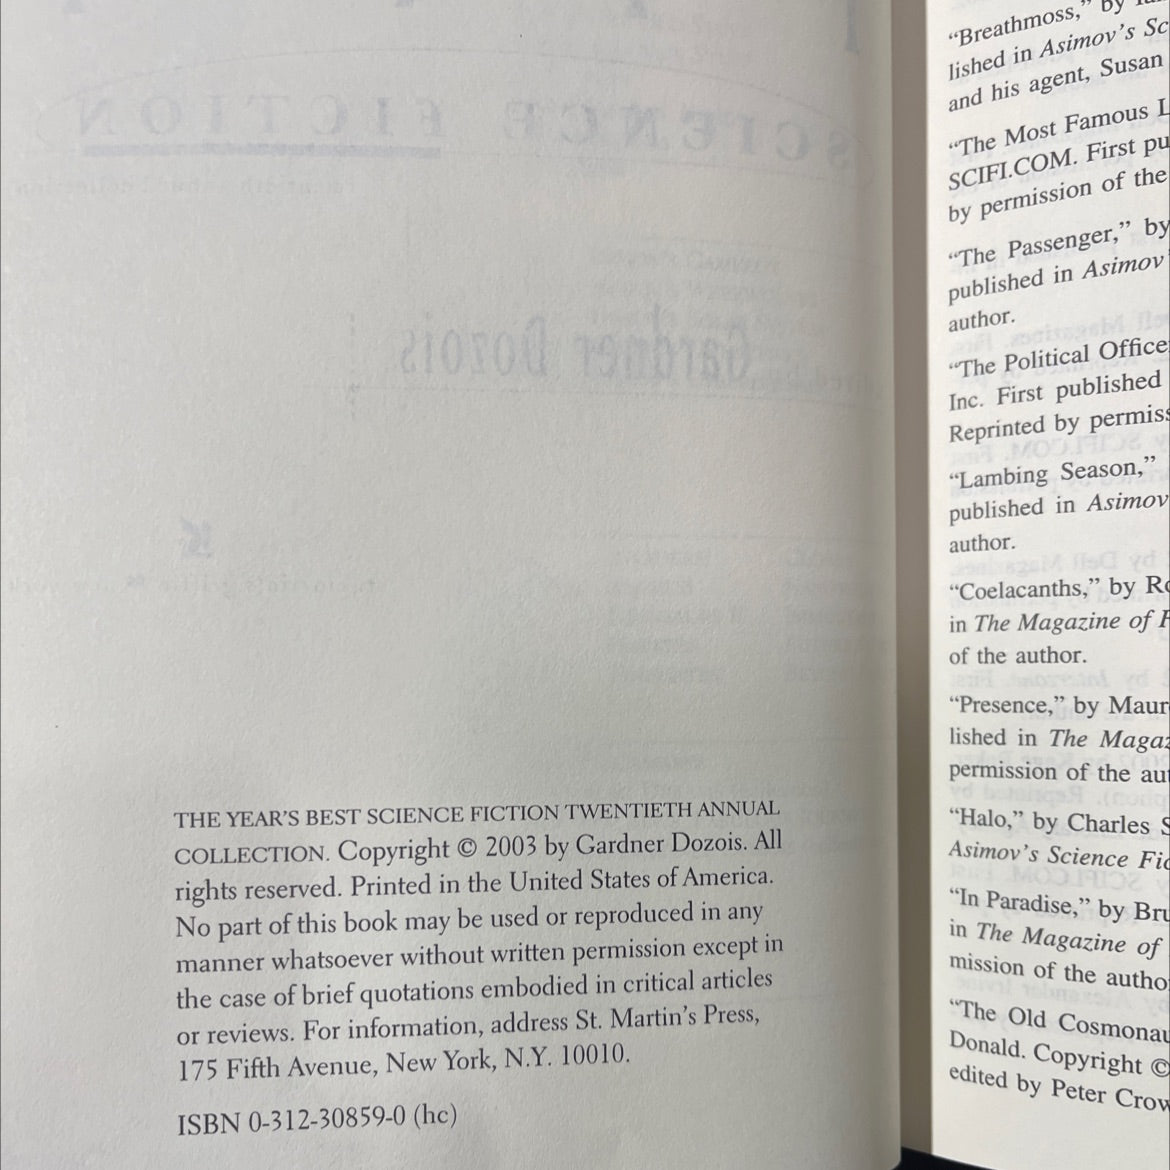 THE YEAR'S BEST SCIENCE FICTION TWENTIETH ANNUAL
COLLECTION. Copyright © 2003 by Gardner Dozois. All
rights reserved. Printed in the United States of America.
No part of this book may be used or reproduced in any
manner whatsoever without written permission except in
the case of brief quotations embodied in critical articles
or reviews. For information, address St. Martin's Press,
175 Fifth Avenue, New York, N.Y. 10010.
ISBN 0-312-30859-0 (hc)
“Breathmoss,” by
lished in Asimov's Sc
and his agent, Susan
“The Most Famous L
SCIFI.COM. First pu
by permission of the
“The Passenger,” by
published in Asimov'
author.
“The Political Office
Inc. First published
Reprinted by permiss
“Lambing Season,”
published in Asimov
author.
“Coelacanths,” by Ro
in The Magazine of F
of the author.
“Presence,” by Maur
lished in The Magaz
permission of the aut
“Halo,” by Charles S
Asimov's Science Fic
“In Paradise,” by Bru
in The Magazine of
mission of the autho
“The Old Cosmonau
Donald. Copyright ©
edited by Peter Crow